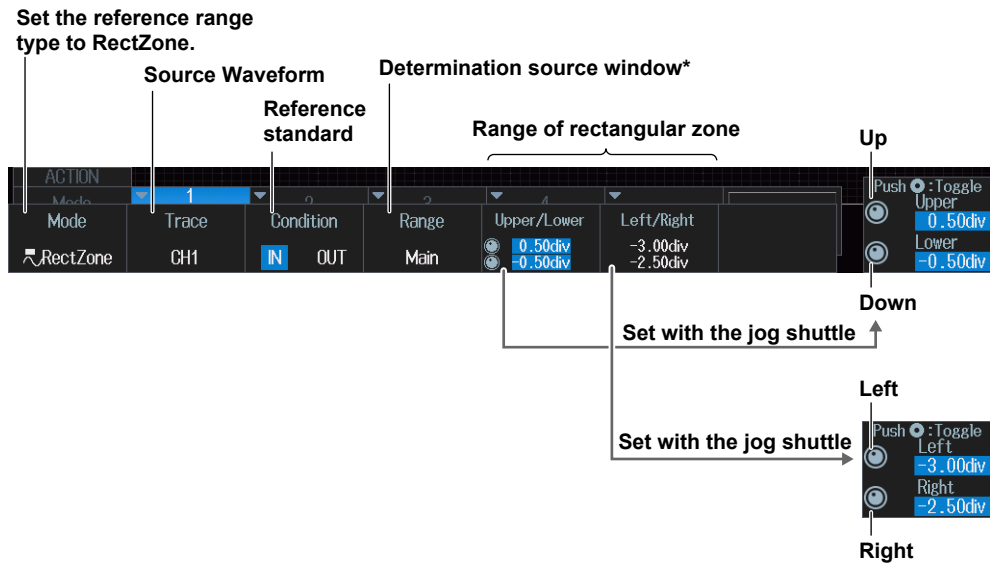 Set the reference range
type to RectZone.
Source Waveform
Determination source window*
Reference
standard
Range of rectangular zone
Up
ACTION
Mode
1
2
3
4
Mode
Trace
Condition
Range
Upper/Lower
Left/Right
RectZone
CH1
IN
OUT
Main
0.50div
-0.50div
-3.00div
-2.50div
Push :Toggle
Upper
0.50div
Lower
-0.50div
Down
Set with the jog shuttle
Left
Set with the jog shuttle
Push :Toggle
Left
-3.00div
Right
-2.50div
Right